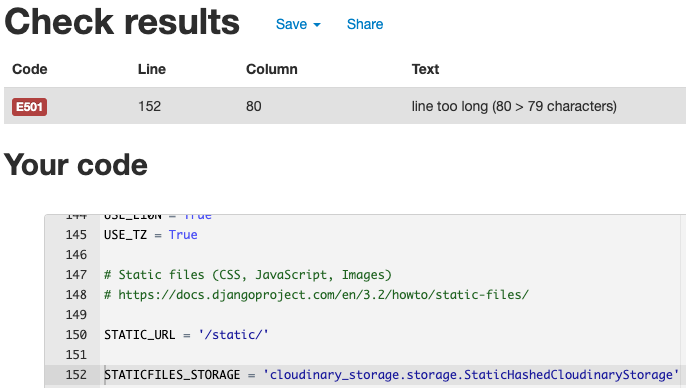 Check results Save Share
Code Line Column Text
E501 152 80 line too long (80 > 79 characters)
Your code
144 USE_L10N = True
145 USE_TZ = True
146
147 # Static files (CSS, JavaScript, Images)
148 # https://docs.djangoproject.com/en/3.2/howto/static-files/
149
150 STATIC_URL = '/static/'
151
152 STATICFILES_STORAGE = 'cloudinary_storage.storage.StaticHashedCloudinaryStorage'